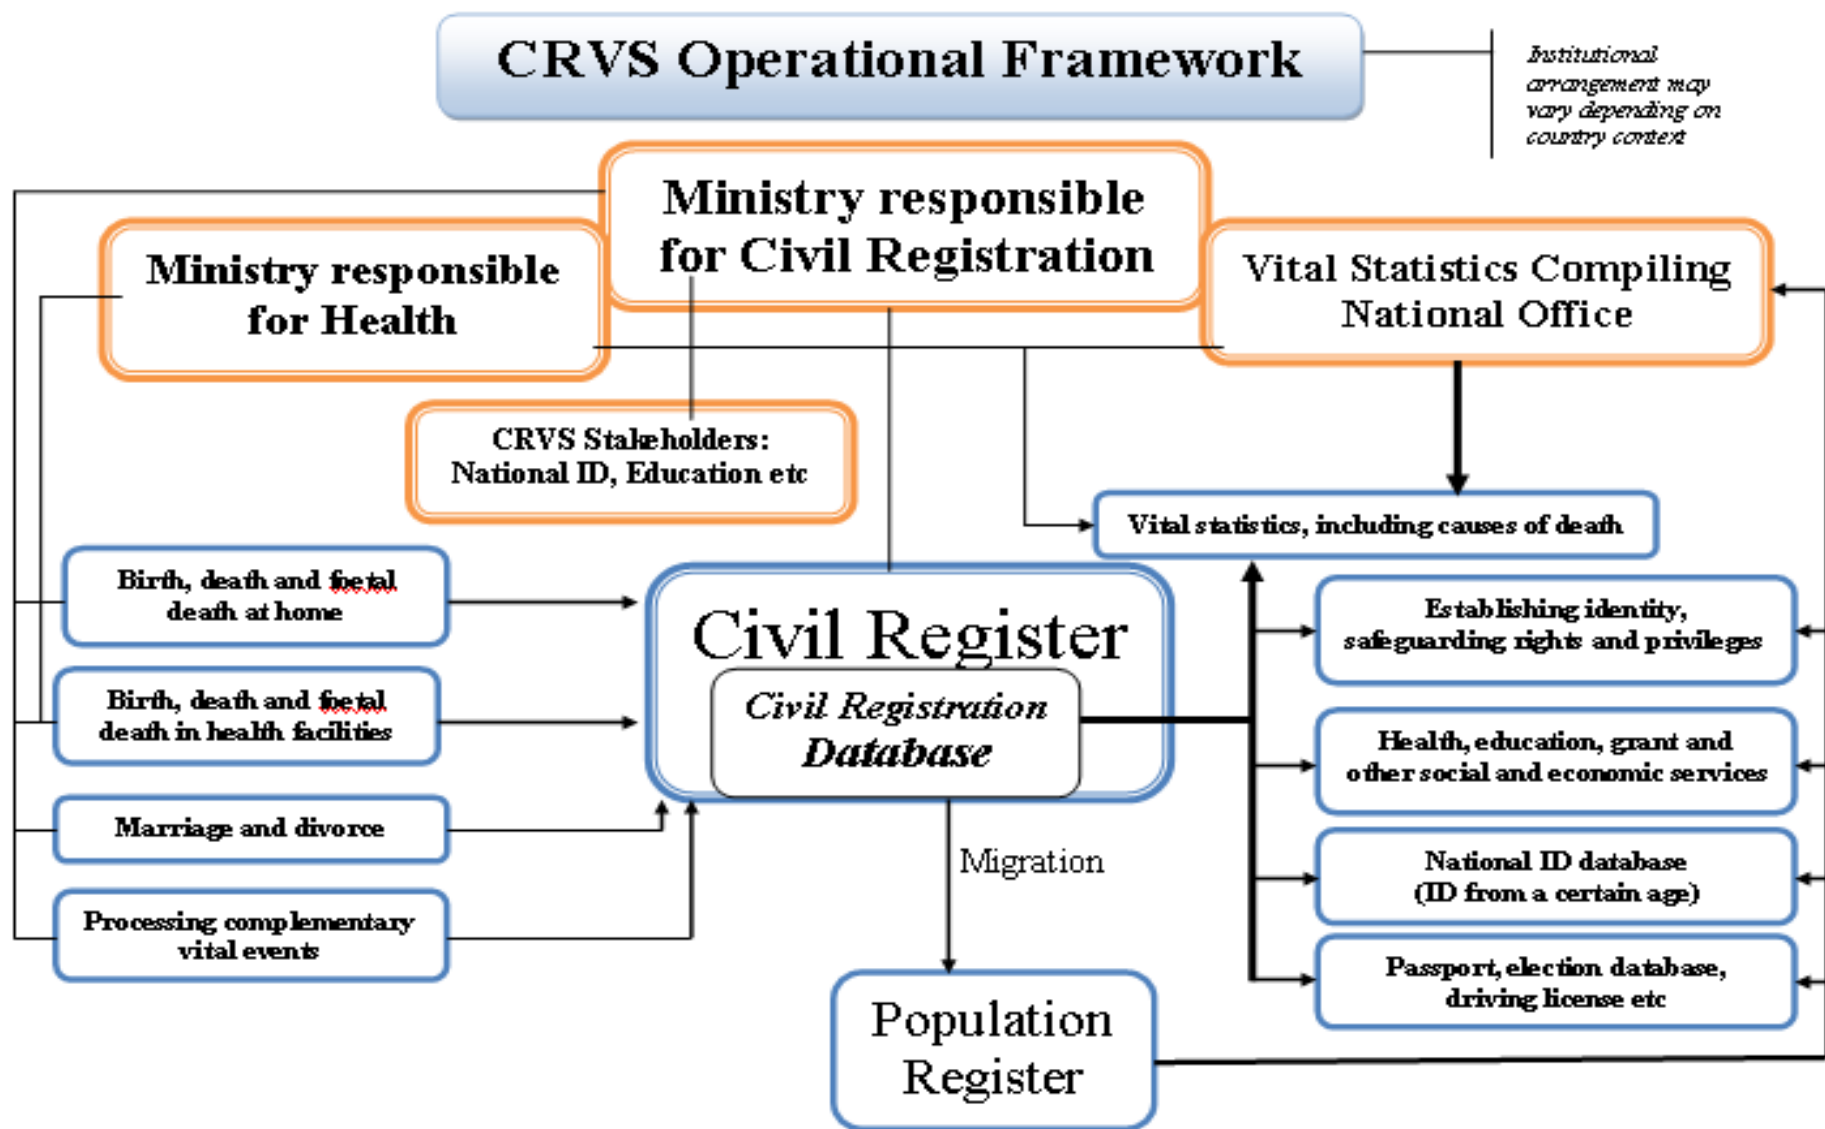 CRVS Operational Framework
Institutional
arrangement may
vary depending on
country context
Ministry responsible
for Civil Registration
Ministry responsible
for Health
Vital Statistics Compiling
National Office
CRVS Stakeholders:
National ID, Education etc
Vital statistics, including causes of death
Birth, death and foetal
death at home
Birth, death and foetal
death in health facilities
Marriage and divorce
Processing complementary
vital events
Civil Register
Civil Registration
Database
Migration
Population
Register
Establishing identity,
safeguarding rights and privileges
Health, education, grant and
other social and economic services
National ID database
(ID from a certain age)
Passport, election database,
driving license etc